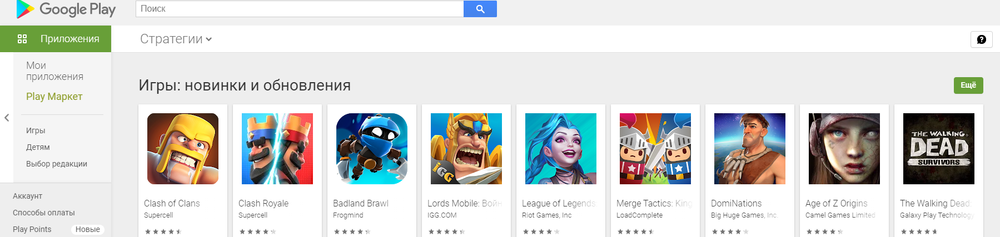 Google Play
Поиск
Приложения
Стратегии
Мои
приложения
Play Маркет
Игры
Детям
Выбор редакции
Аккаунт
Способы оплаты
Play Points Новые
Игры: новинки и обновления
Ещё
IGG
THE WALKING
DEAD
SURVIVORS
Clash of Clans
Supercell
Clash Royale
Supercell
Badland Brawl
Frogmind
Lords Mobile: Войн
IGG.COM
League of Legends
Riot Games, Inc
Merge Tactics: King
LoadComplete
DomiNations
Big Huge Games, Inc.
Age of Z Origins
Camel Games Limited
The Walking Dead:
Galaxy Play Technology